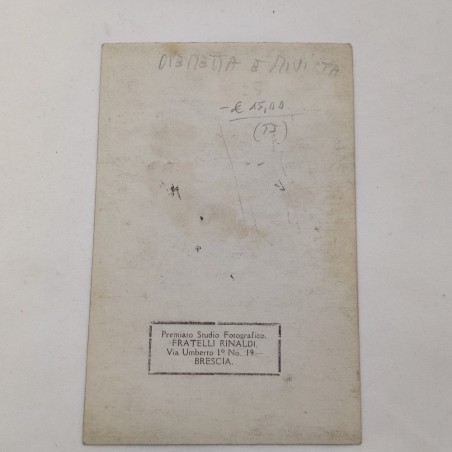 - € 15,00
(17)
Premiato Studio Fotografico.
FRATELLI RINALDI.
Via Umberto 1º No. 19—
BRESCIA.